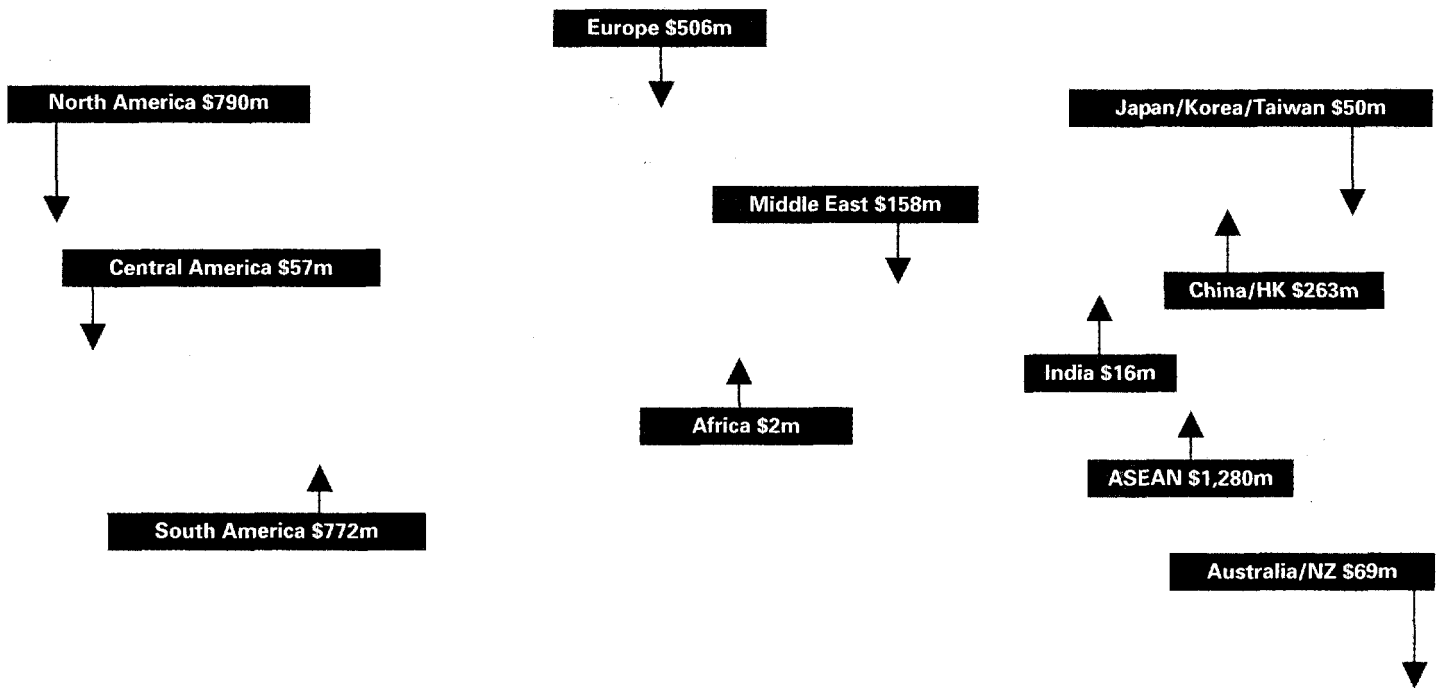 Europe $506m
North America $790m
Japan/Korea/Taiwan $50m
Middle East $158m
Central America $57m
China/HK $263m
India $16m
Africa $2m
ASEAN $1,280m
South America $772m
Australia/NZ $69m